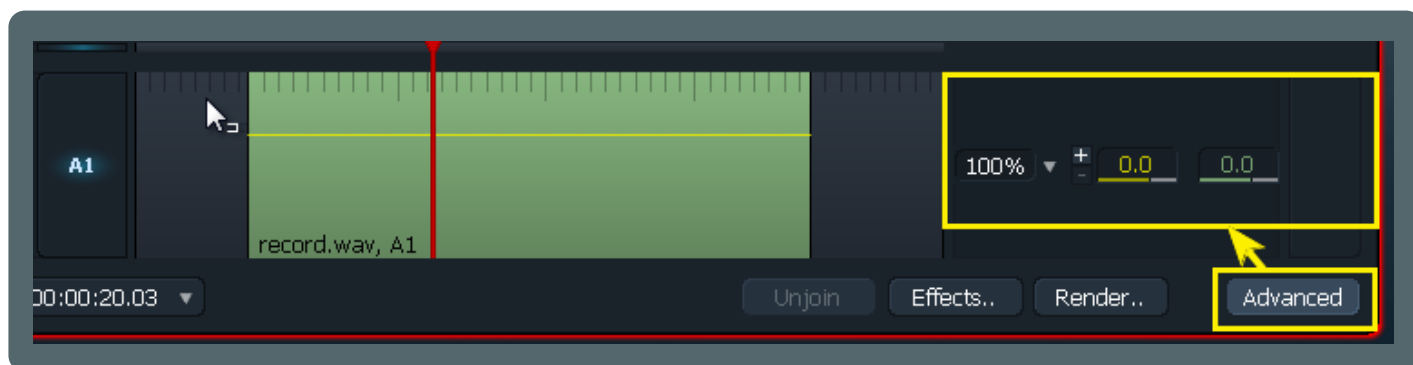 A1
100% + - 0.0 0.0
record.wav, A1
00:00:20.03 Unjoin Effects.. Render.. Advanced